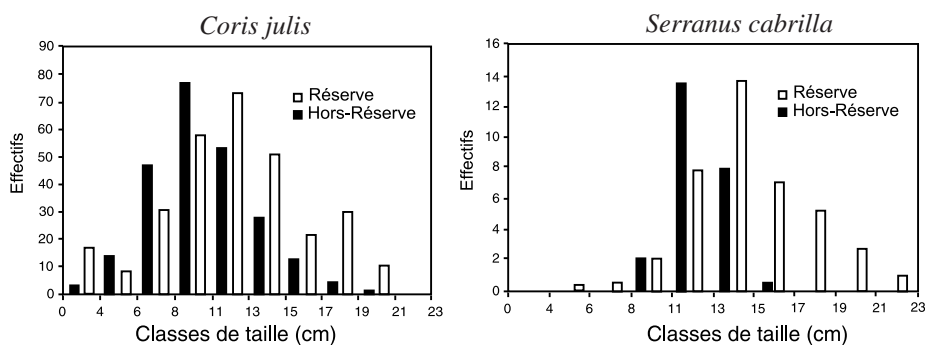 Coris julis
90
80
70
60
50
40
30
20
10
0
Effectifs
Réserve
Hors-Réserve
0 4 6 8 11 13 15 17 19 21 23
Classes de taille (cm)
Serranus cabrilla
16
14
12
10
8
6
4
2
0
Effectifs
Réserve
Hors-Réserve
0 4 6 8 11 13 15 17 19 21 23
Classes de taille (cm)